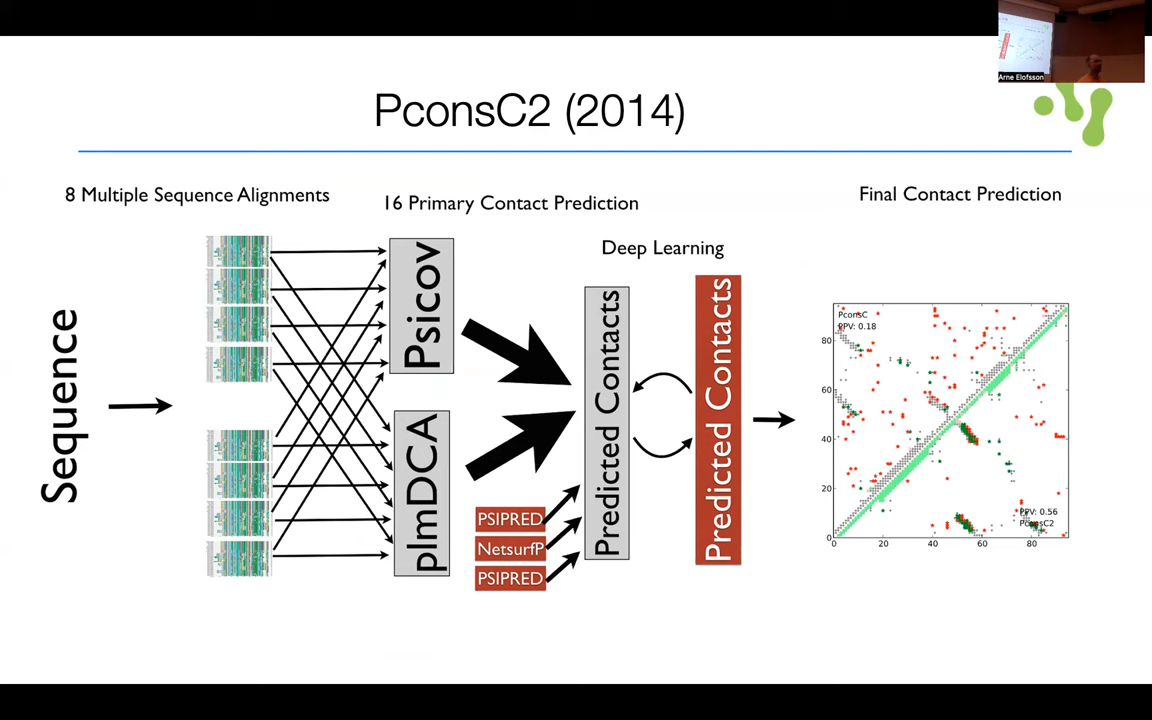 Arne Elofsson
PconsC2 (2014)
8 Multiple Sequence Alignments
16 Primary Contact Prediction
Final Contact Prediction
Deep Learning
Sequence
Psicov
plmDCA
PSIPRED
NetsurfP
PSIPRED
Predicted Contacts
Predicted Contacts
PconsC
PPV: 0.18
PPV: 0.56
PconsC2
80
60
40
20
0
0 20 40 60 80